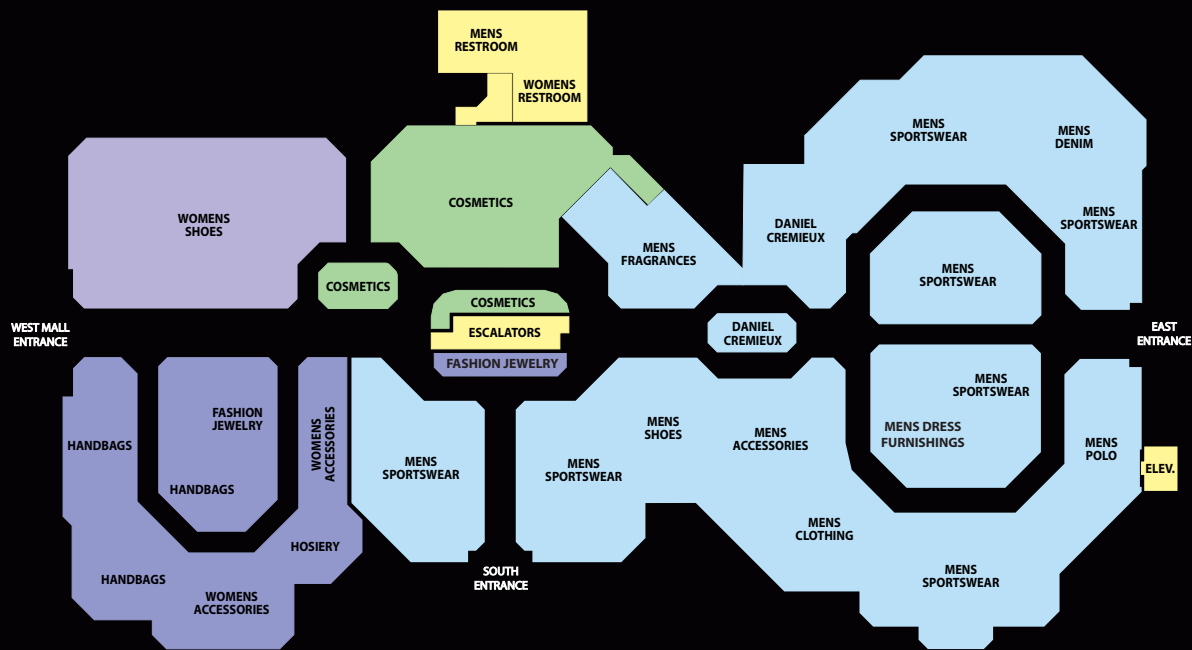 MENS
RESTROOM
WOMENS
RESTROOM
MENS
SPORTSWEAR
MENS
DENIM
COSMETICS
WOMENS
SHOES
DANIEL
CREMIEUX
MENS
SPORTSWEAR
MENS
FRAGRANCES
MENS
SPORTSWEAR
COSMETICS
COSMETICS
WEST MALL
ENTRANCE
ESCALATORS
DANIEL
CREMIEUX
EAST
ENTRANCE
FASHION JEWELRY
MENS
SPORTSWEAR
FASHION
JEWELRY
WOMENS
ACCESSORIES
MENS
SHOES
MENS
ACCESSORIES
MENS DRESS
FURNISHINGS
HANDBAGS
MENS
POLO
MENS
SPORTSWEAR
MENS
SPORTSWEAR
ELEV.
HANDBAGS
MENS
CLOTHING
HOSIERY
HANDBAGS
SOUTH
ENTRANCE
MENS
SPORTSWEAR
WOMENS
ACCESSORIES